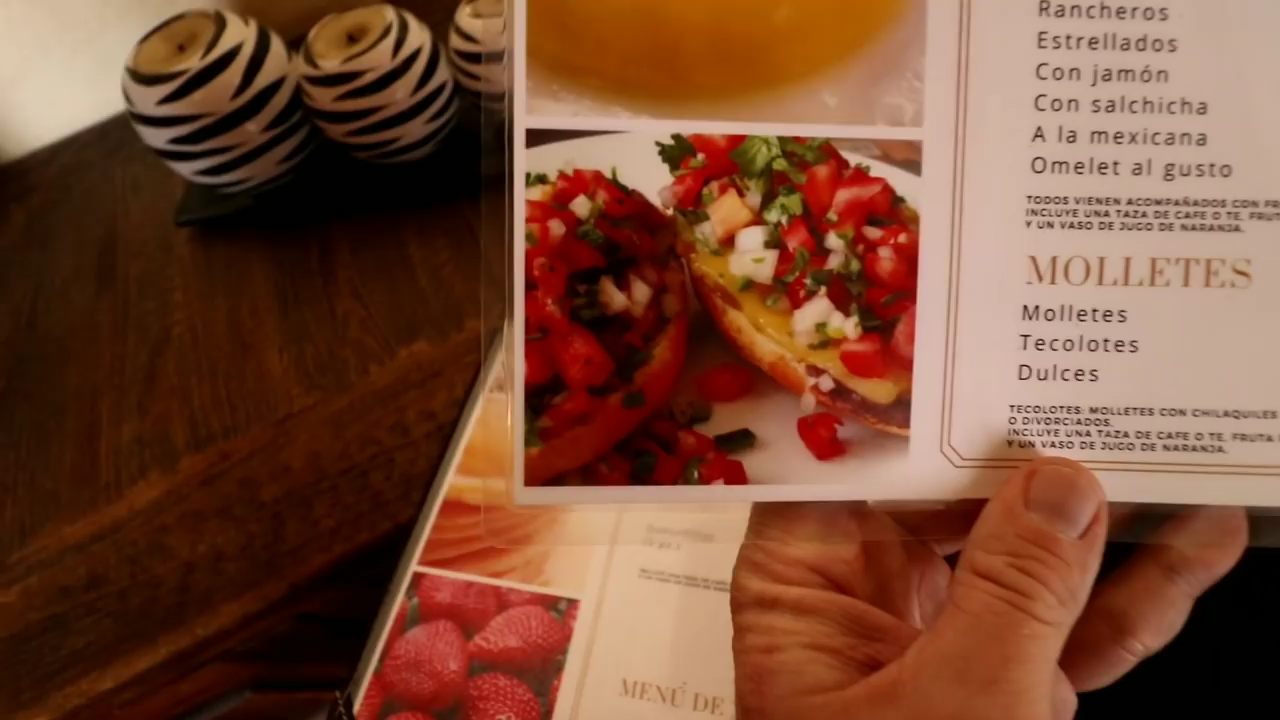 Rancheros
Estrellados
Con jamón
Con salchicha
A la mexicana
Omelet al gusto
TODOS VIENEN ACOMPAÑADOS CON
INCLUYE UNA TAZA DE CAFE O TE,
Y UN VASO DE JUGO DE NARANJA.
MOLLETES
Molletes
Tecolotes
Dulces
TECOLOTES: MOLLETES CON CHILAQUILES
O DIVORCIADOS.
INCLUYE UNA TAZA DE CAFE O TE, FRUTA
Y UN VASO DE JUGO DE NARANJA.
MENÚ DE